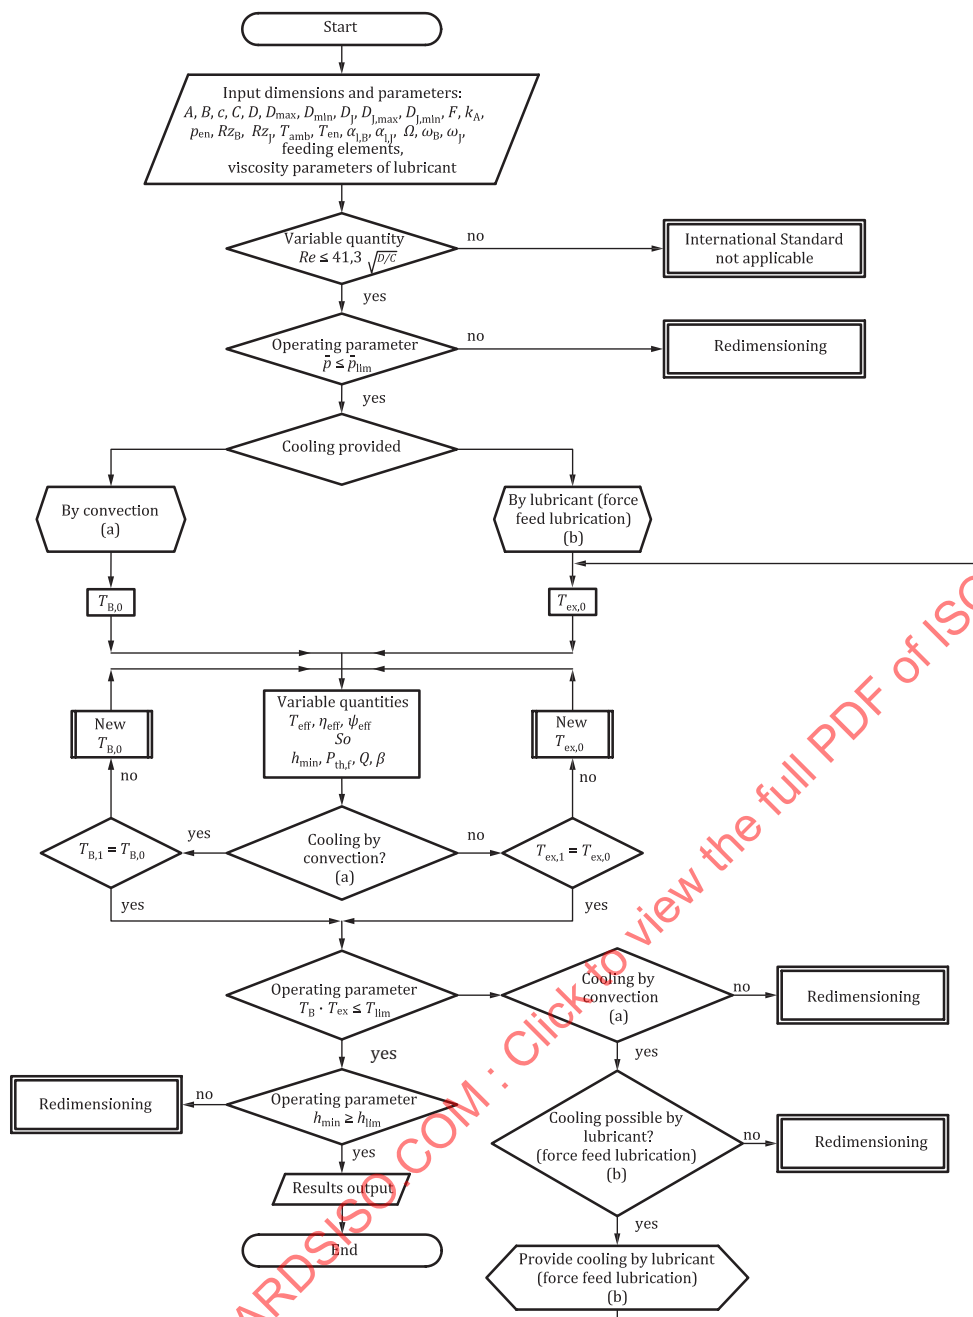 Start
Input dimensions and parameters:
A, B, c, C, D, Dmax, Dmin, DJ, DJ,max, DJ,min, F, kA,
pen, RzB, RzJ, Tamb, Ten, αl,B, αl,J, Ω, ωB, ωJ,
feeding elements,
viscosity parameters of lubricant
Variable quantity
Re ≤ 41,3 √D/C
no
International Standard
not applicable
yes
Operating parameter
p̄ ≤ p̄lim
no
Redimensioning
yes
Cooling provided
By convection
(a)
By lubricant (force
feed lubrication)
(b)
TB,0
Tex,0
New
TB,0
Variable quantities
Teff, ηeff, ψeff
So
hmin, Pth,f, Q, β
New
Tex,0
no
no
TB,1 = TB,0
yes
Cooling by
convection?
(a)
no
Tex,1 = Tex,0
yes
yes
Operating parameter
TB · Tex ≤ Tlim
Cooling by
convection
(a)
no
Redimensioning
yes
yes
Redimensioning
no
Operating parameter
hmin ≥ hlim
Cooling possible by
lubricant?
(force feed lubrication)
(b)
no
Redimensioning
yes
Results output
yes
End
Provide cooling by lubricant
(force feed lubrication)
(b)
ARDSISO.COM : Click to view the full PDF of ISO